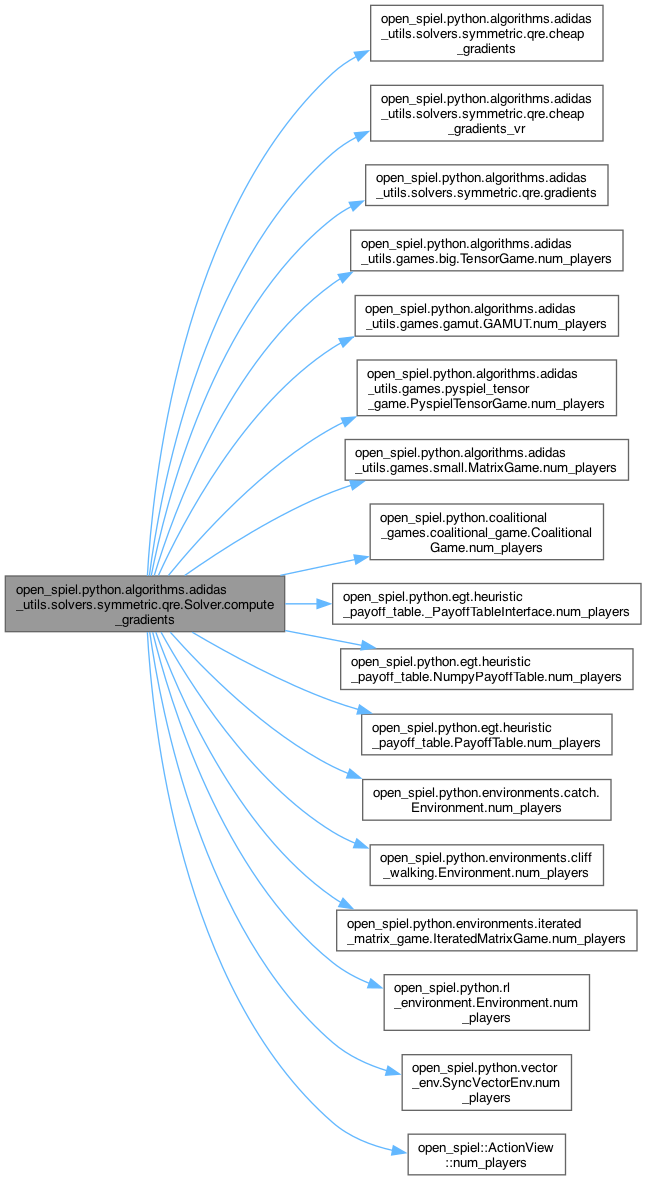 open_spiel.python.algorithms.adidas
_utils.solvers.symmetric.qre.cheap
_gradients
open_spiel.python.algorithms.adidas
_utils.solvers.symmetric.qre.cheap
_gradients_vr
open_spiel.python.algorithms.adidas
_utils.solvers.symmetric.qre.gradients
open_spiel.python.algorithms.adidas
_utils.games.big.TensorGame.num_players
open_spiel.python.algorithms.adidas
_utils.games.gamut.GAMUT.num_players
open_spiel.python.algorithms.adidas
_utils.games.pyspiel_tensor
_game.PyspielTensorGame.num_players
open_spiel.python.algorithms.adidas
_utils.games.small.MatrixGame.num_players
open_spiel.python.coalitional
_games.coalitional_game.Coalitional
Game.num_players
open_spiel.python.algorithms.adidas
_utils.solvers.symmetric.qre.Solver.compute
_gradients
open_spiel.python.egt.heuristic
_payoff_table._PayoffTableInterface.num_players
open_spiel.python.egt.heuristic
_payoff_table.NumpyPayoffTable.num_players
open_spiel.python.egt.heuristic
_payoff_table.PayoffTable.num_players
open_spiel.python.environments.catch.
Environment.num_players
open_spiel.python.environments.cliff
_walking.Environment.num_players
open_spiel.python.environments.iterated
_matrix_game.IteratedMatrixGame.num_players
open_spiel.python.rl
_environment.Environment.num
_players
open_spiel.python.vector
_env.SyncVectorEnv.num
_players
open_spiel::ActionView
::num_players